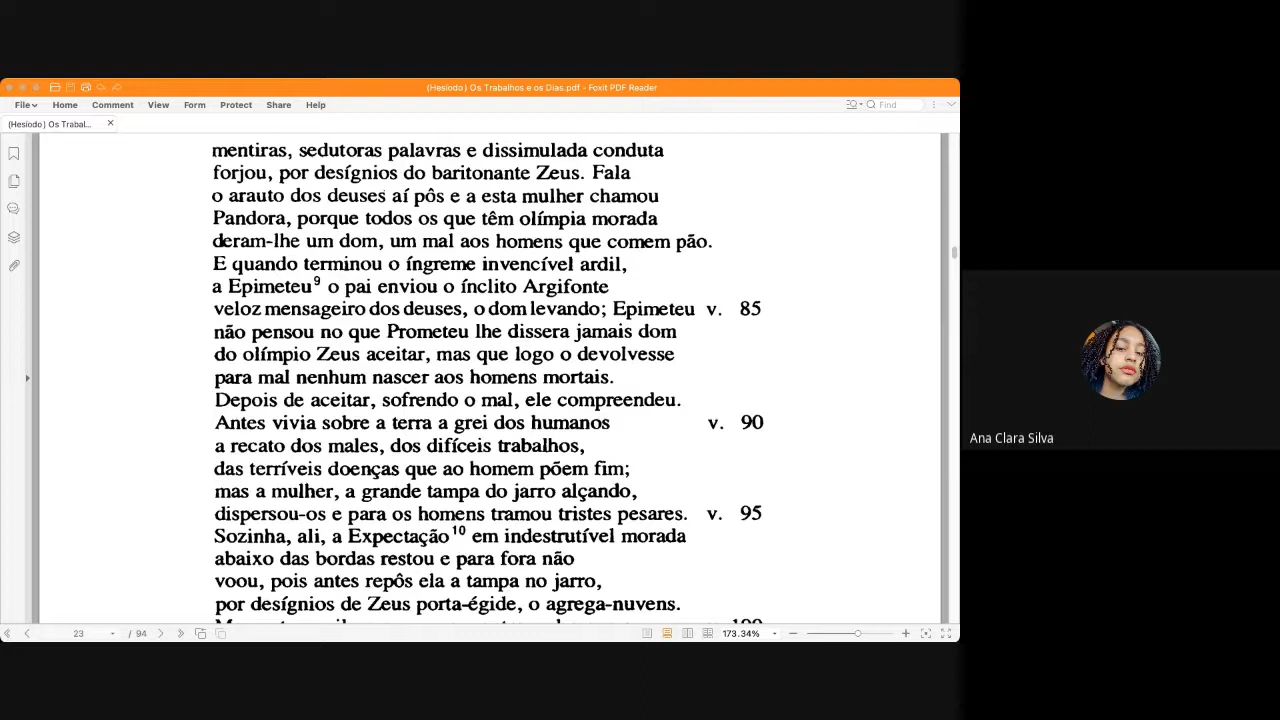 (Hesíodo) Os Trabalhos e os Dias.pdf - Foxit PDF Reader
File Home Comment View Form Protect Share Help Find
(Hesíodo) Os Trabal...
mentiras, sedutoras palavras e dissimulada conduta
forjou, por desígnios do baritonante Zeus. Fala
o arauto dos deuses aí pôs e a esta mulher chamou
Pandora, porque todos os que têm olímpia morada
deram-lhe um dom, um mal aos homens que comem pão.
E quando terminou o íngreme invencível ardil,
a Epimeteu⁹ o pai enviou o ínclito Argifonte
veloz mensageiro dos deuses, o dom levando; Epimeteu v. 85
não pensou no que Prometeu lhe dissera jamais dom
do olímpio Zeus aceitar, mas que logo o devolvesse
para mal nenhum nascer aos homens mortais.
Depois de aceitar, sofrendo o mal, ele compreendeu.
Antes vivia sobre a terra a grei dos humanos v. 90
a recato dos males, dos difíceis trabalhos,
das terríveis doenças que ao homem põem fim;
mas a mulher, a grande tampa do jarro alçando,
dispersou-os e para os homens tramou tristes pesares. v. 95
Sozinha, ali, a Expectação¹⁰ em indestrutível morada
abaixo das bordas restou e para fora não
voou, pois antes repôs ela a tampa no jarro,
por desígnios de Zeus porta-égide, o agrega-nuvens.
23 / 94 173.34%
Ana Clara Silva